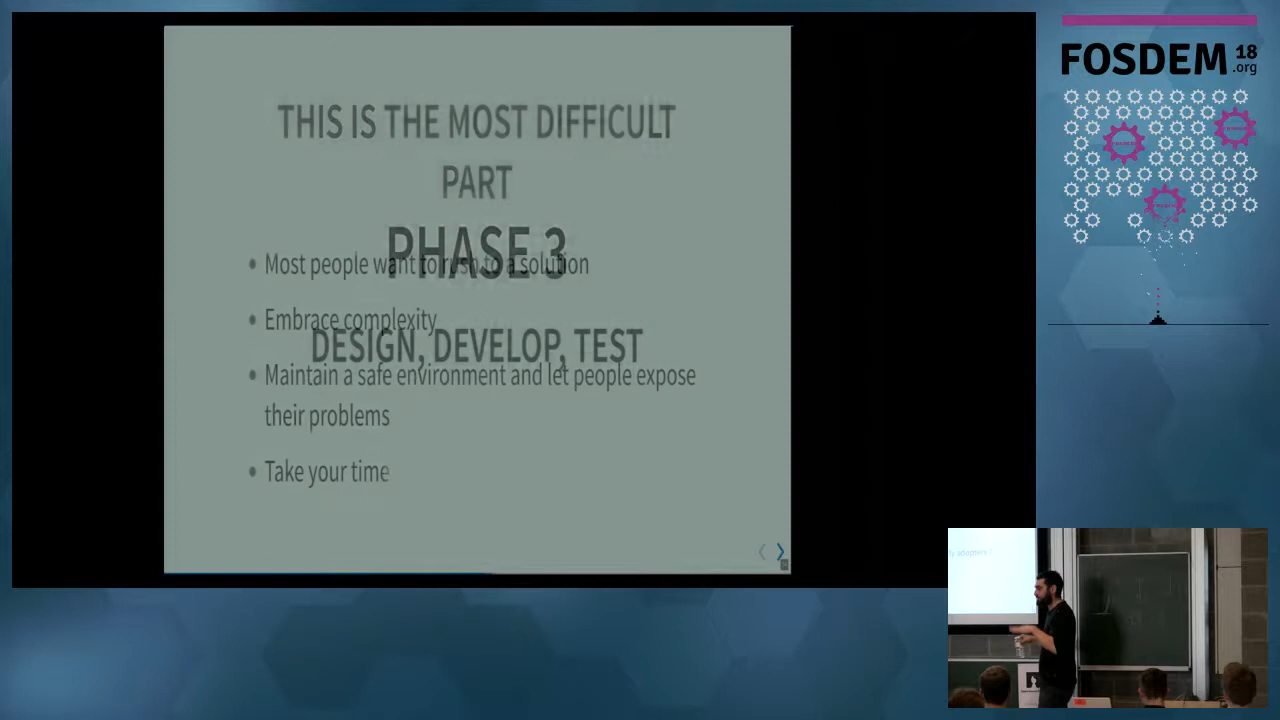 THIS IS THE MOST DIFFICULT
PART
PHASE 3
• Most people want to rush to a solution
• Embrace complexity
DESIGN, DEVELOP, TEST
• Maintain a safe environment and let people expose
their problems
• Take your time
FOSDEM 18
.org
adopters ?